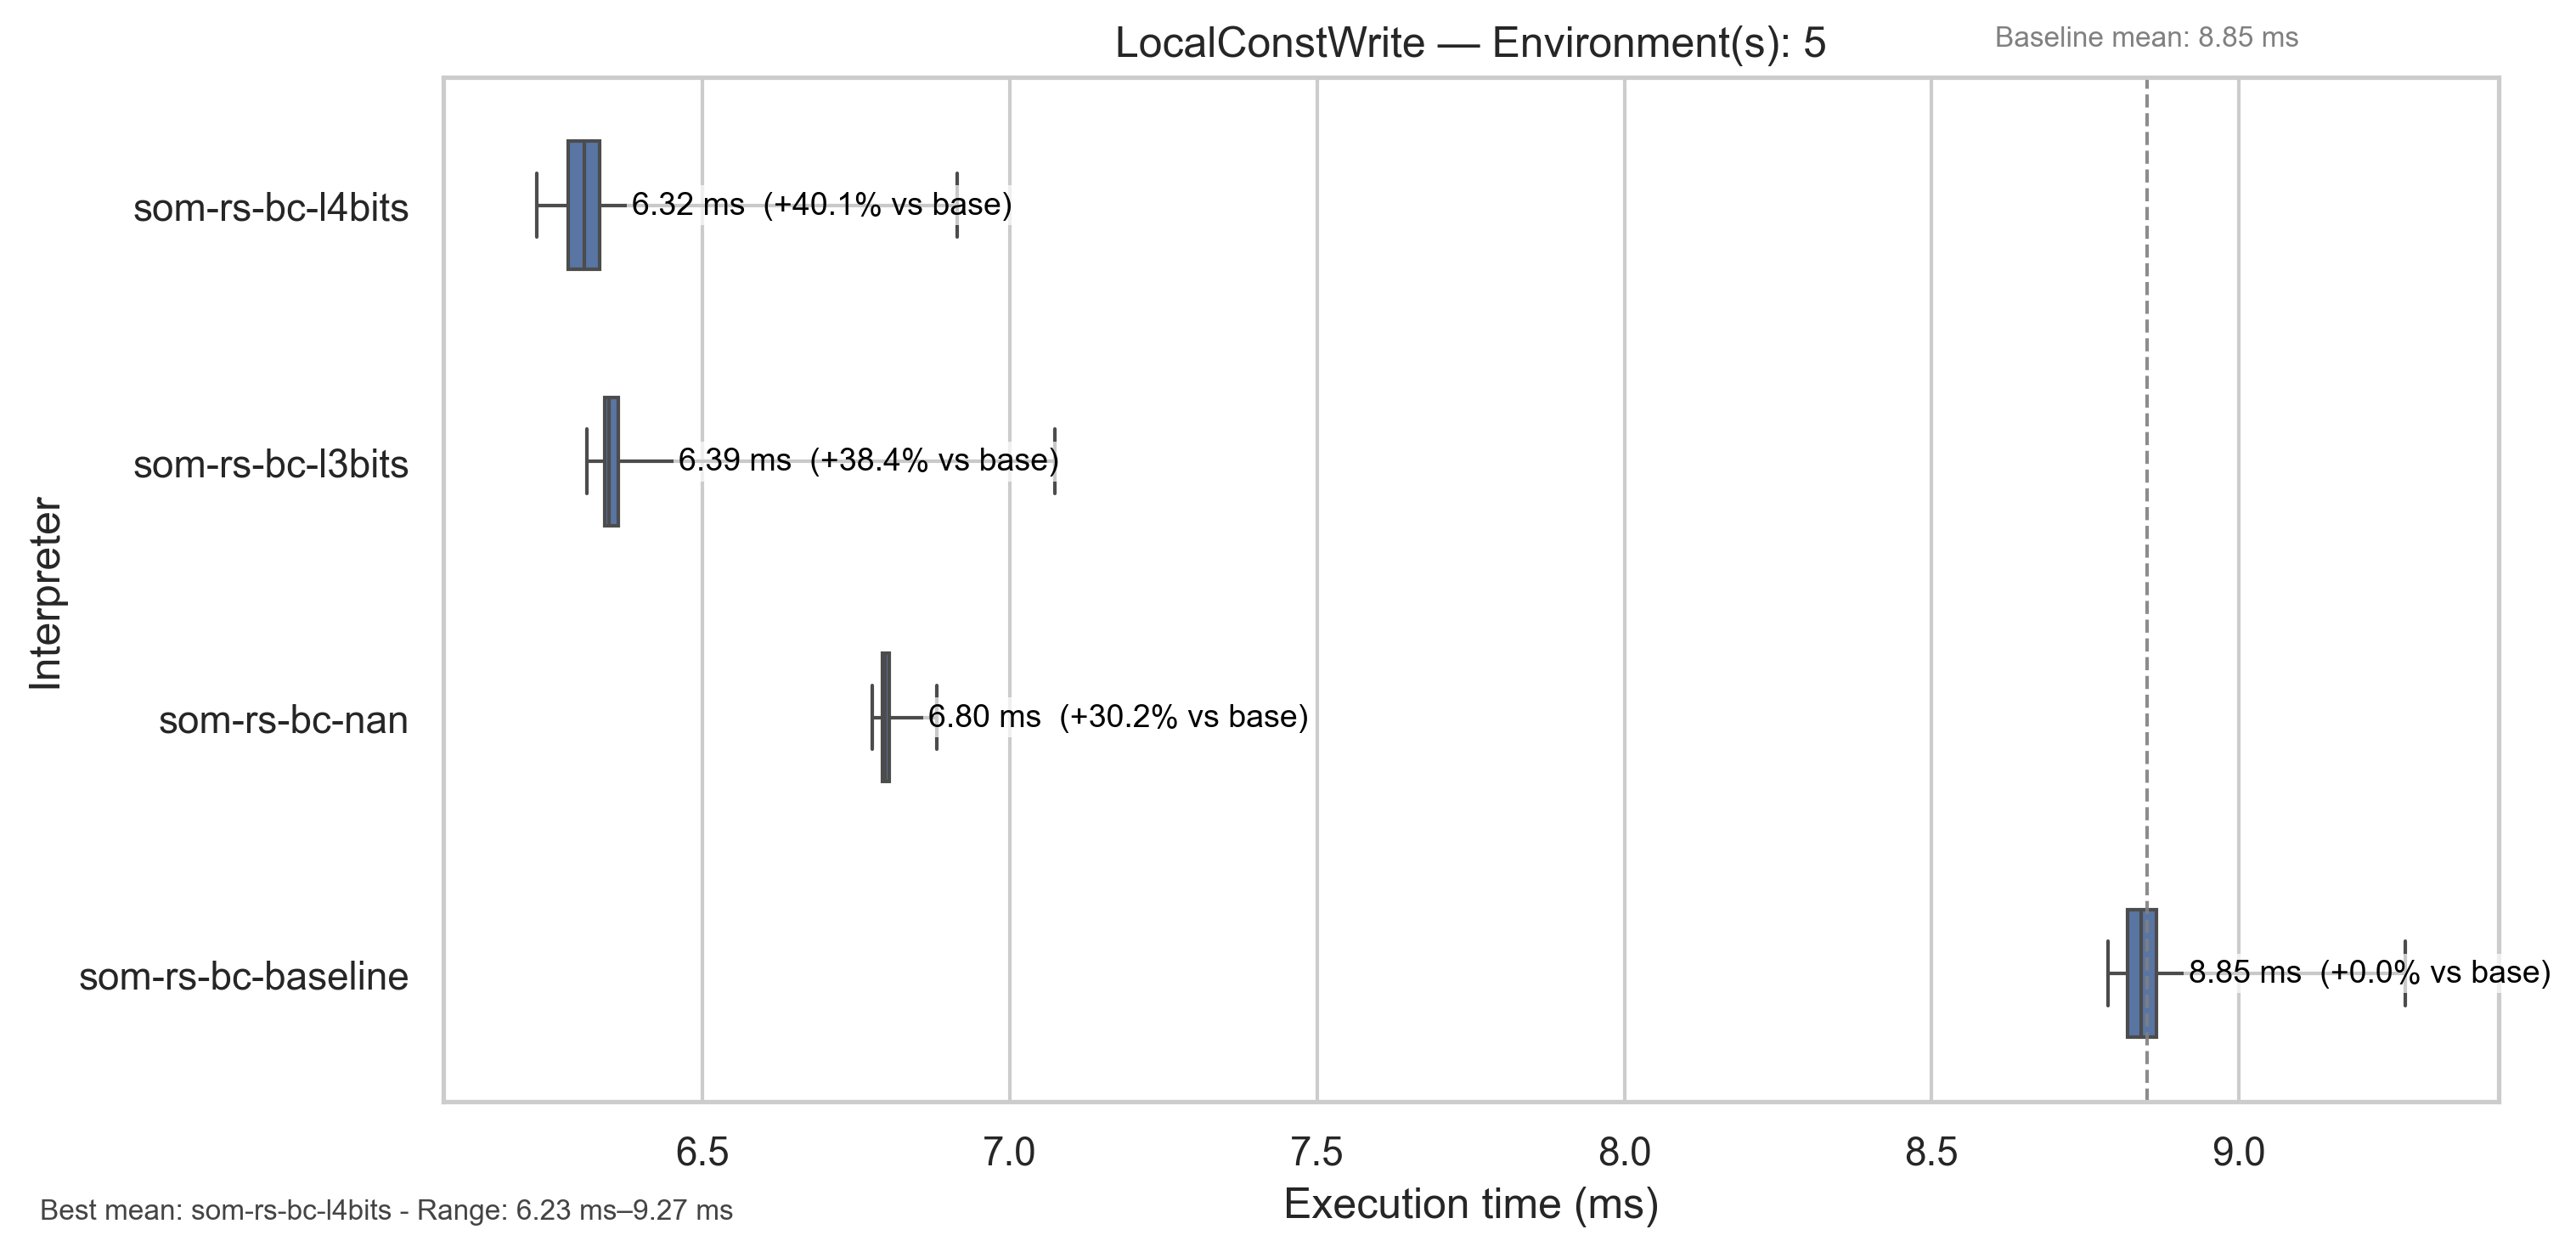 LocalConstWrite — Environment(s): 5
Baseline mean: 8.85 ms
som-rs-bc-l4bits
6.32 ms  (+40.1% vs base)
som-rs-bc-l3bits
6.39 ms  (+38.4% vs base)
Interpreter
som-rs-bc-nan
6.80 ms  (+30.2% vs base)
som-rs-bc-baseline
8.85 ms  (+0.0% vs base)
6.5 7.0 7.5 8.0 8.5 9.0
Execution time (ms)
Best mean: som-rs-bc-l4bits - Range: 6.23 ms–9.27 ms